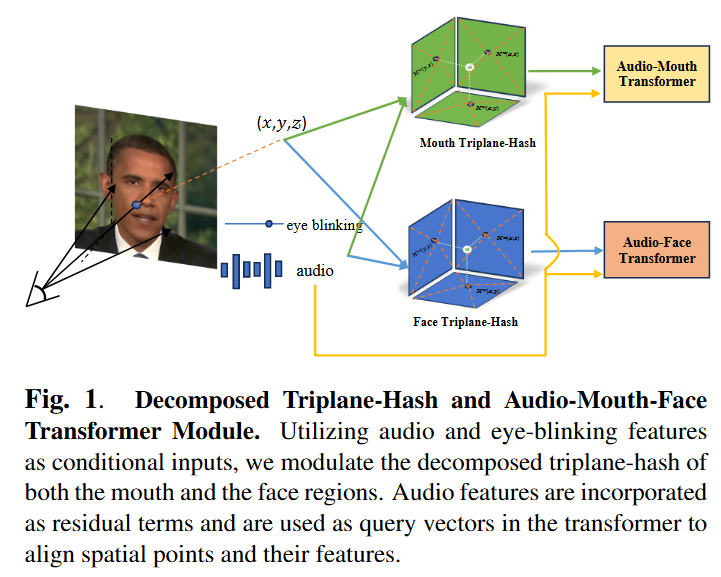 (x,y,z)
eye blinking
audio
Mouth Triplane-Hash
Face Triplane-Hash
Audio-Mouth
Transformer
Audio-Face
Transformer
Fig. 1. Decomposed Triplane-Hash and Audio-Mouth-Face
Transformer Module. Utilizing audio and eye-blinking features
as conditional inputs, we modulate the decomposed triplane-hash of
both the mouth and the face regions. Audio features are incorporated
as residual terms and are used as query vectors in the transformer to
align spatial points and their features.